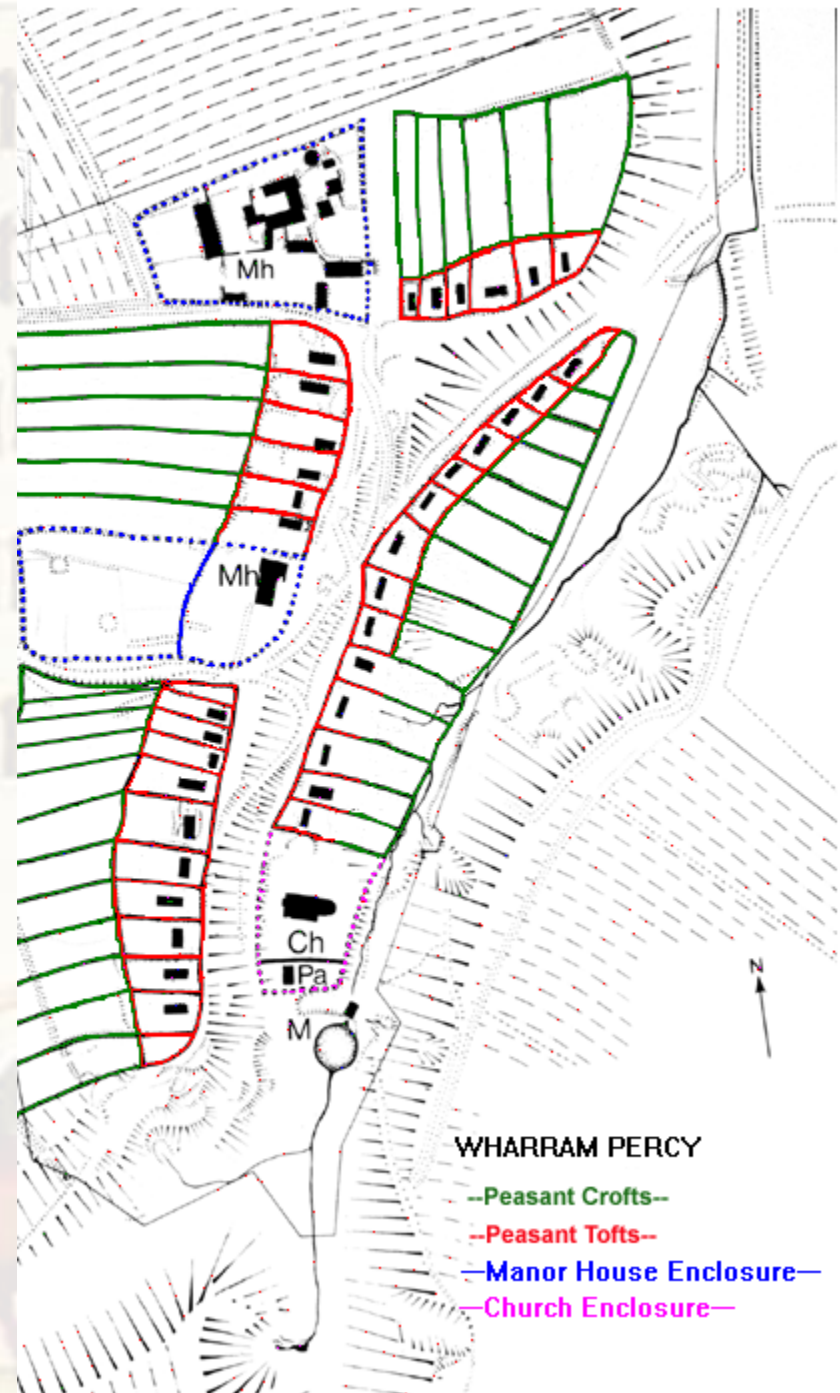 Mh
Mh
Ch
Pa
M
N
WHARRAM PERCY
--Peasant Crofts--
--Peasant Tofts--
—Manor House Enclosure—
—Church Enclosure—